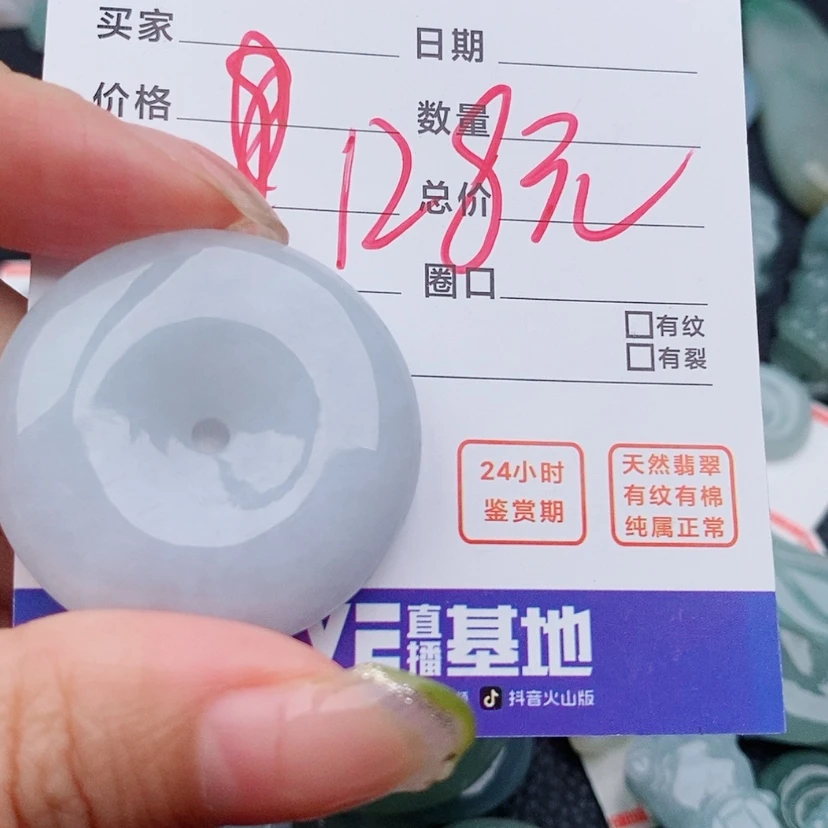 买家 日期
价格 数量
128元
总价
圈口
□有纹
□有裂
24小时
鉴赏期
天然翡翠
有纹有棉
纯属正常
直播基地
抖音火山版